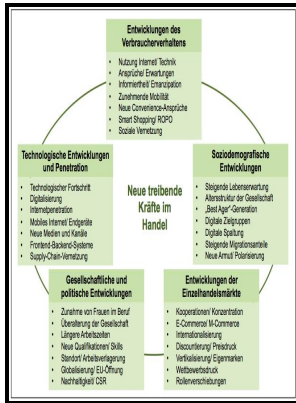 Entwicklungen des
Verbraucherverhaltens
Nutzung Internet/ Technik
Ansprüche/ Erwartungen
Informiertheit/ Emanzipation
Zunehmende Mobilität
Neue Convenience-Ansprüche
Smart Shopping/ ROPO
Soziale Vernetzung
Technologische Entwicklungen
und Penetration
Technologischer Fortschritt
Digitalisierung
Internetpenetration
Mobiles Internet/ Endgeräte
Neue Medien und Kanäle
Frontend-Backend-Systeme
Supply-Chain-Vernetzung
Neue treibende
Kräfte im
Handel
Soziodemografische
Entwicklungen
Steigende Lebenserwartung
Altersstruktur der Gesellschaft
„Best Ager"-Generation
Digitale Zielgruppen
Digitale Spaltung
Steigende Migrationsanteile
Neue Armut/ Polarisierung
Gesellschaftliche und
politische Entwicklungen
Zunahme von Frauen in Beruf
Überalterung der Gesellschaft
Längere Arbeitszeiten
Neue Qualifikationen/ Skills
Standort/ Arbeitsverlagerung
Globalisierung/ EU-Öffnung
Nachhaltigkeit/ CSR
Entwicklungen der
Einzelhandelsmärkte
Kooperationen/ Konzentration
E-Commerce/ M-Commerce
Internationalisierung
Discountierung/ Preisdruck
Vertikalisierung/ Eigenmarken
Wettbewerbsdruck
Rollenverschiebungen